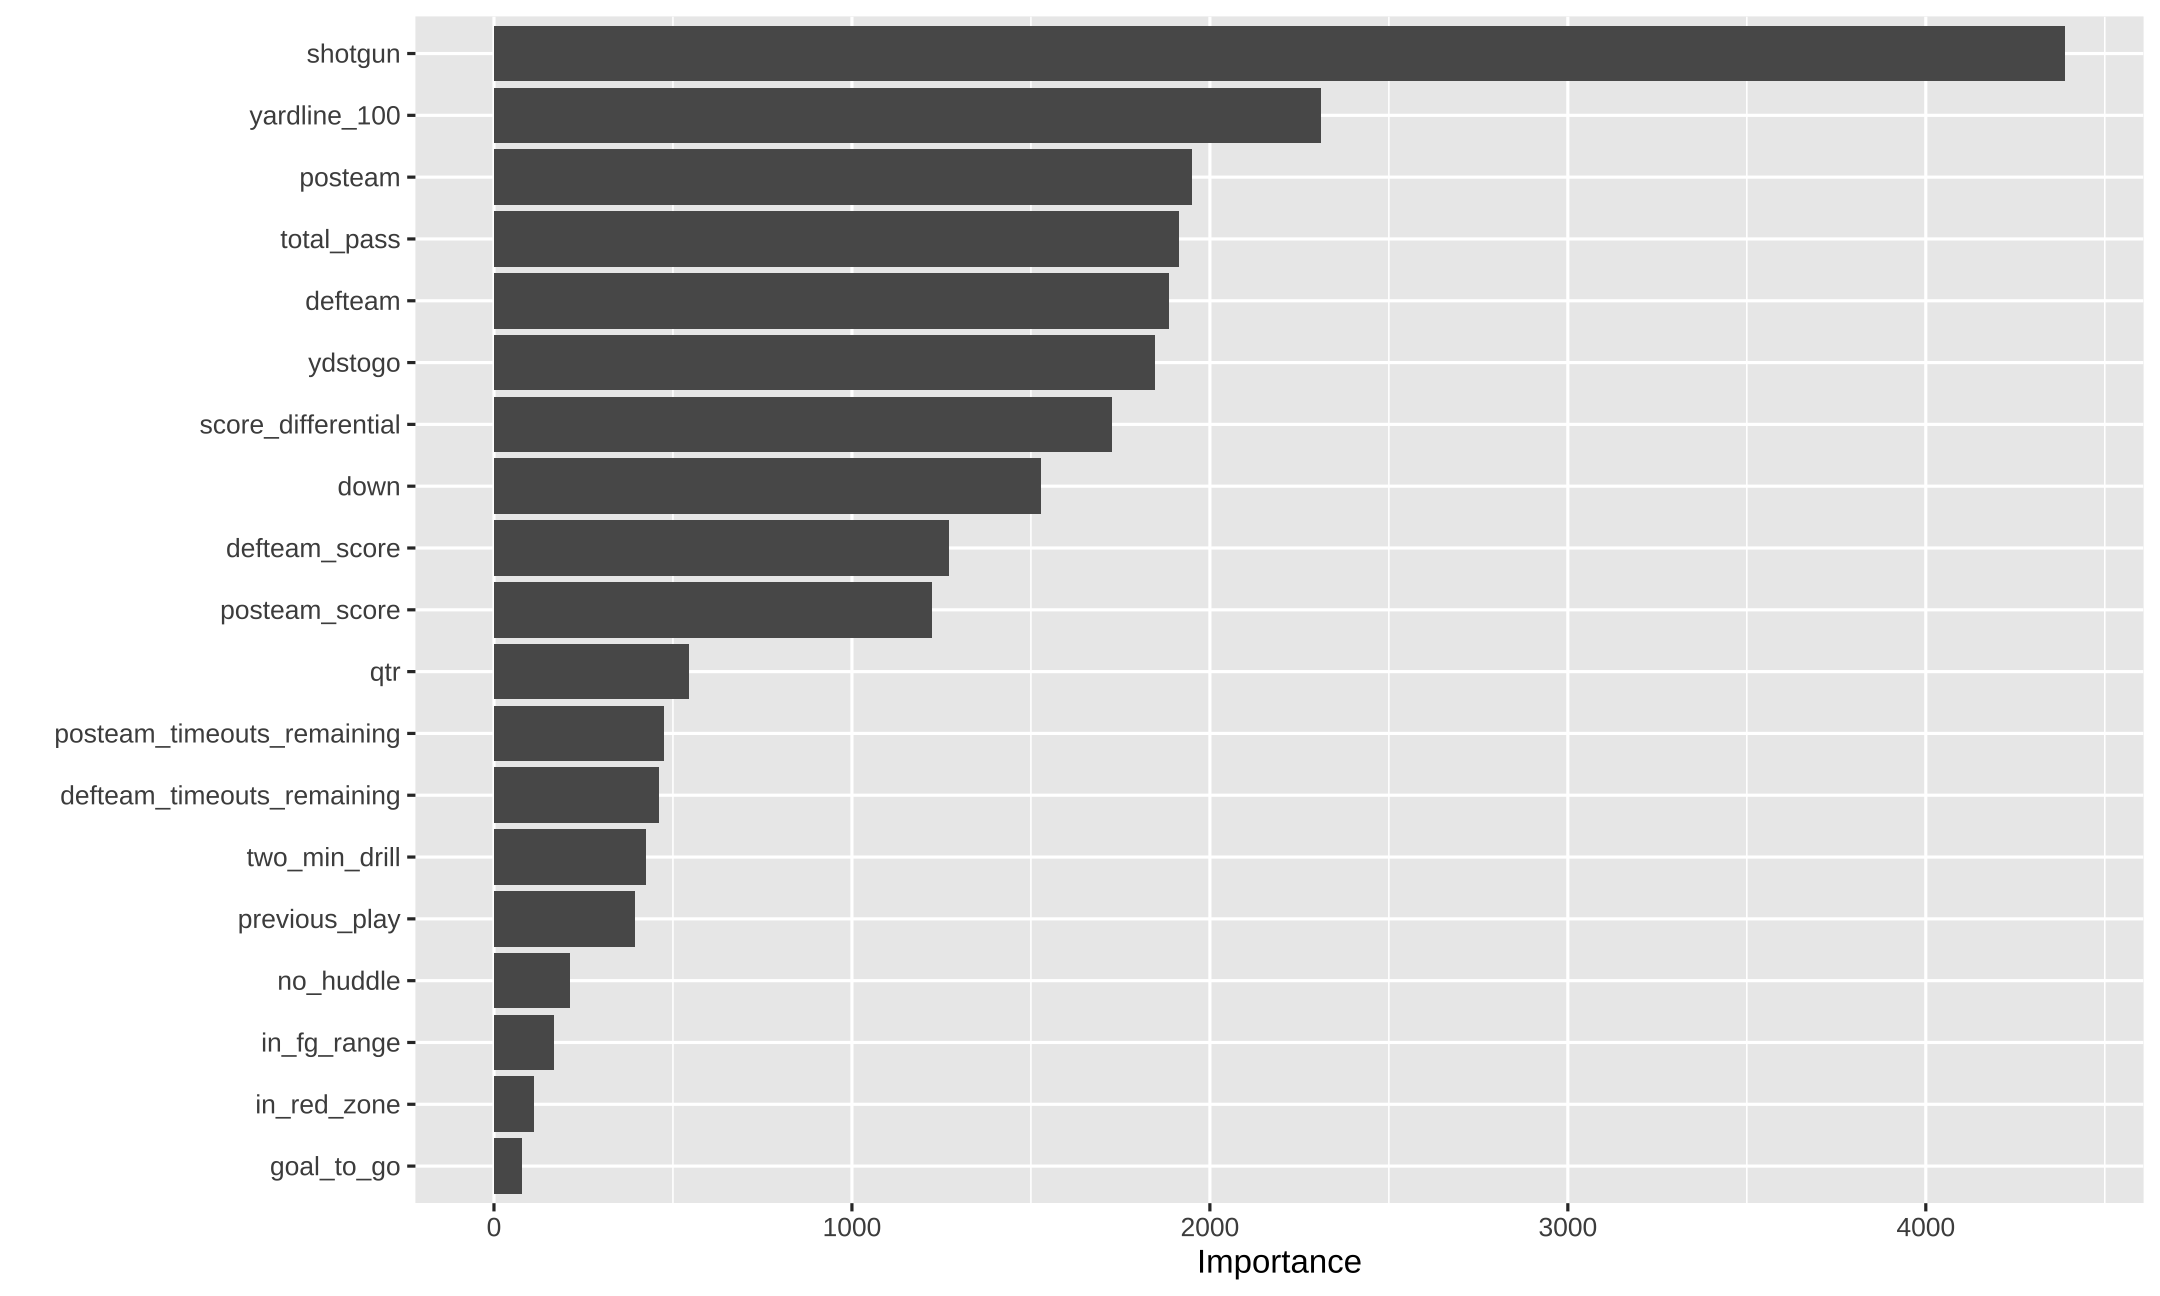 shotgun
yardline_100
posteam
total_pass
defteam
ydstogo
score_differential
down
defteam_score
posteam_score
qtr
posteam_timeouts_remaining
defteam_timeouts_remaining
two_min_drill
previous_play
no_huddle
in_fg_range
in_red_zone
goal_to_go
0 1000 2000 3000 4000
Importance